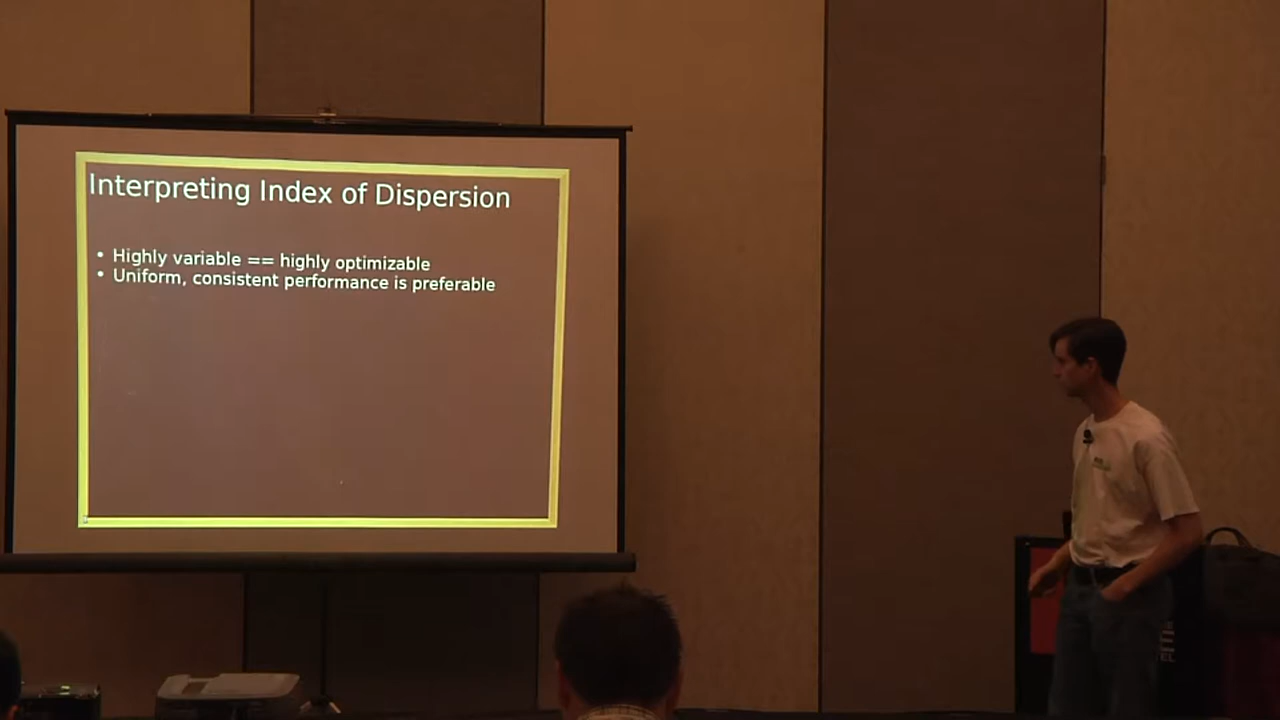 Interpreting Index of Dispersion
• Highly variable == highly optimizable
• Uniform, consistent performance is preferable